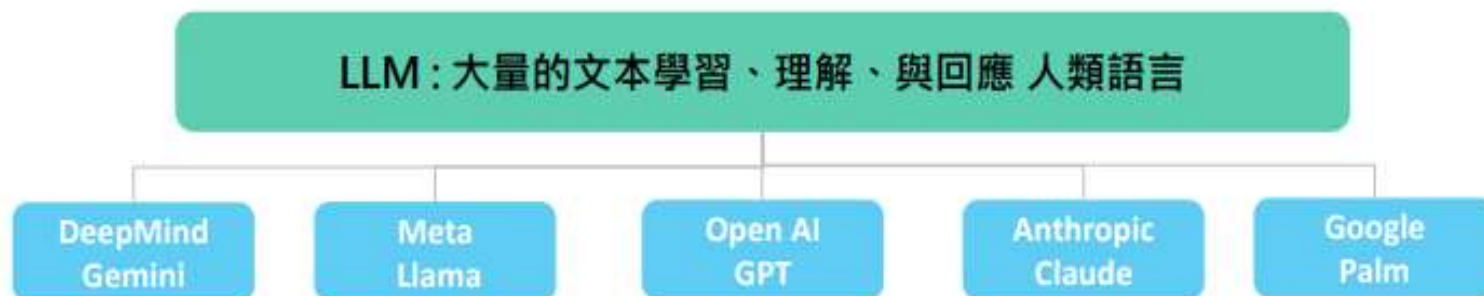 LLM : 大量的文本學習、理解、與回應 人類語言
DeepMind
Gemini
Meta
Llama
Open AI
GPT
Anthropic
Claude
Google
Palm